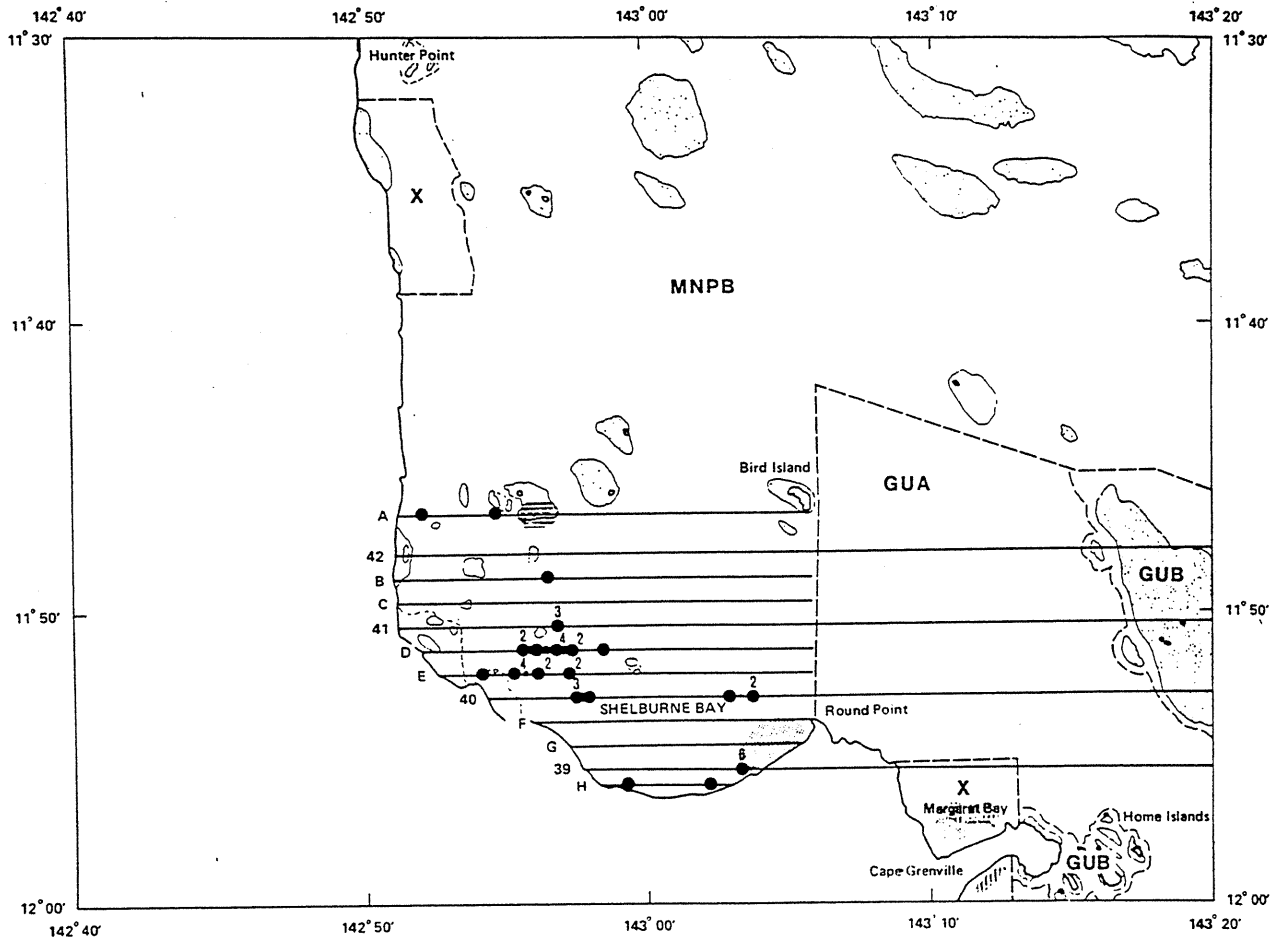 142°40′ 142°50′ 143°00′ 143°10′ 143°20′
11°30′ 11°30′
Hunter Point
X
MNPB
11°40′ 11°40′
Bird Island
GUA
A
42
GUB
B
C
3
11°50′ 11°50′
41
2 4 2
D
4 2 2
E
3 2
40
SHELBURNE BAY
Round Point
F
G
6
39
H
X
Margaret Bay
Home Islands
Cape Grenville
GUB
12°00′ 12°00′
142°40′ 142°50′ 143°00′ 143°10′ 143°20′